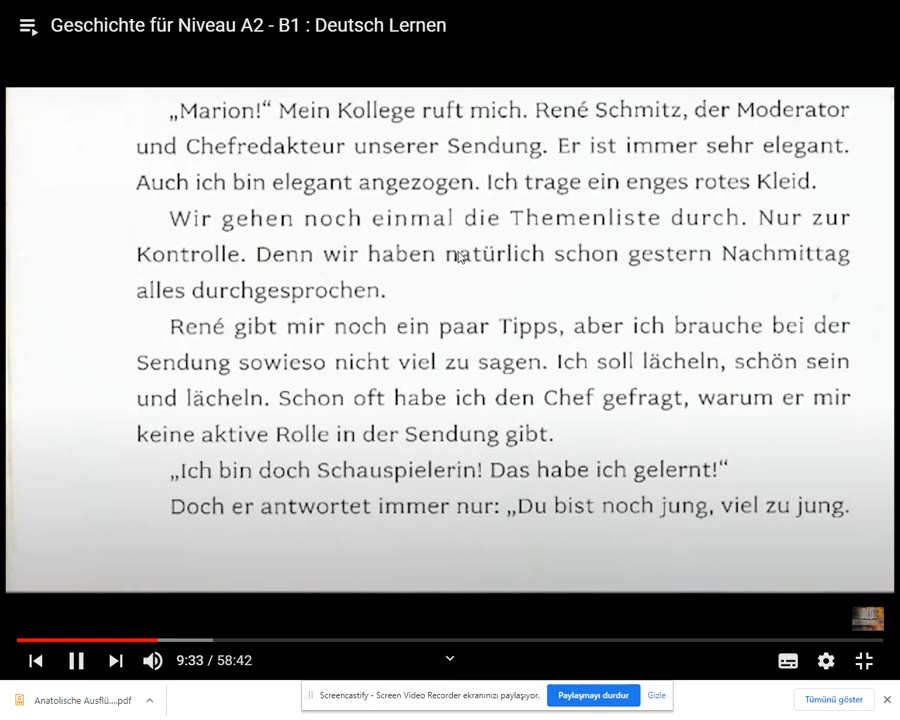 Geschichte für Niveau A2 - B1 : Deutsch Lernen
„Marion!“ Mein Kollege ruft mich. René Schmitz, der Moderator
und Chefredakteur unserer Sendung. Er ist immer sehr elegant.
Auch ich bin elegant angezogen. Ich trage ein enges rotes Kleid.
Wir gehen noch einmal die Themenliste durch. Nur zur
Kontrolle. Denn wir haben natürlich schon gestern Nachmittag
alles durchgesprochen.
René gibt mir noch ein paar Tipps, aber ich brauche bei der
Sendung sowieso nicht viel zu sagen. Ich soll lächeln, schön sein
und lächeln. Schon oft habe ich den Chef gefragt, warum er mir
keine aktive Rolle in der Sendung gibt.
„Ich bin doch Schauspielerin! Das habe ich gelernt!“
Doch er antwortet immer nur: „Du bist noch jung, viel zu jung.
9:33 / 58:42
Anatolische Ausflü....pdf
Screencastify - Screen Video Recorder ekranınızı paylaşıyor.
Paylaşmayı durdur
Gizle
Tümünü göster